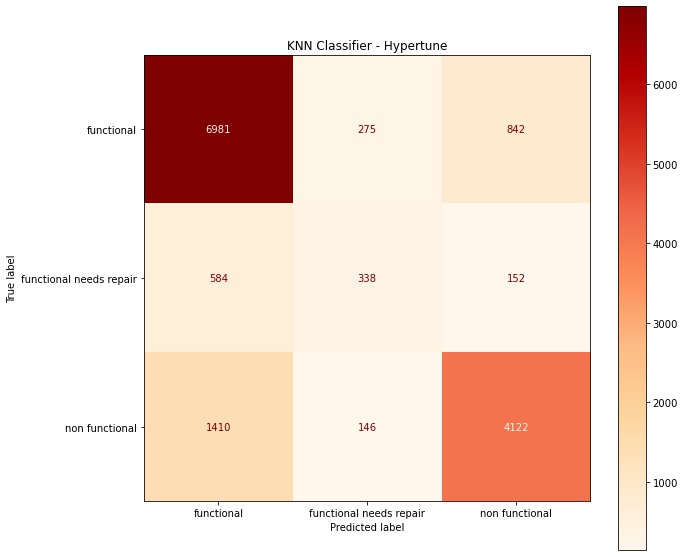 KNN Classifier - Hypertune
True label
functional
6981 275 842
functional needs repair
584 338 152
non functional
1410 146 4122
functional functional needs repair non functional
Predicted label
6000
5000
4000
3000
2000
1000